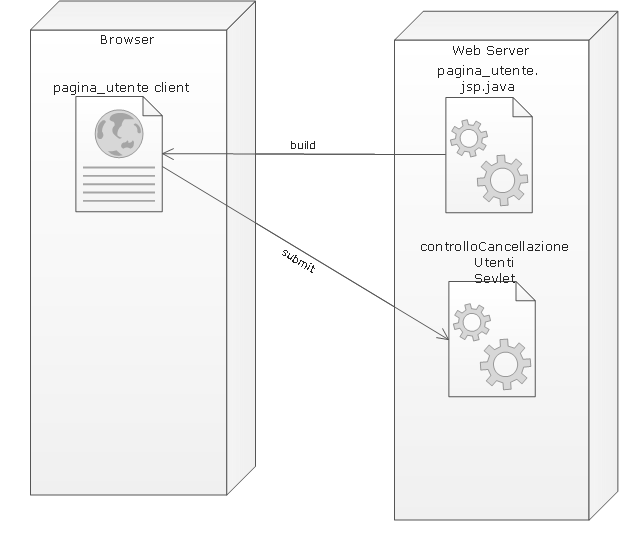 Browser
pagina_utente client
Web Server
pagina_utente.
jsp.java
build
submit
controlloCancellazione
Utenti
Sevlet